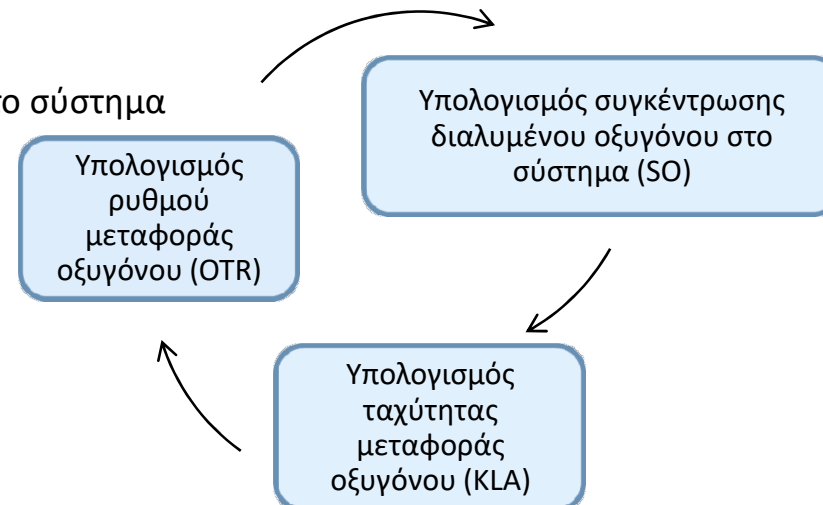 το σύστημα
Υπολογισμός συγκέντρωσης
διαλυμένου οξυγόνου στο
σύστημα (SO)
Υπολογισμός
ρυθμού
μεταφοράς
οξυγόνου (OTR)
Υπολογισμός
ταχύτητας
μεταφοράς
οξυγόνου (KLA)